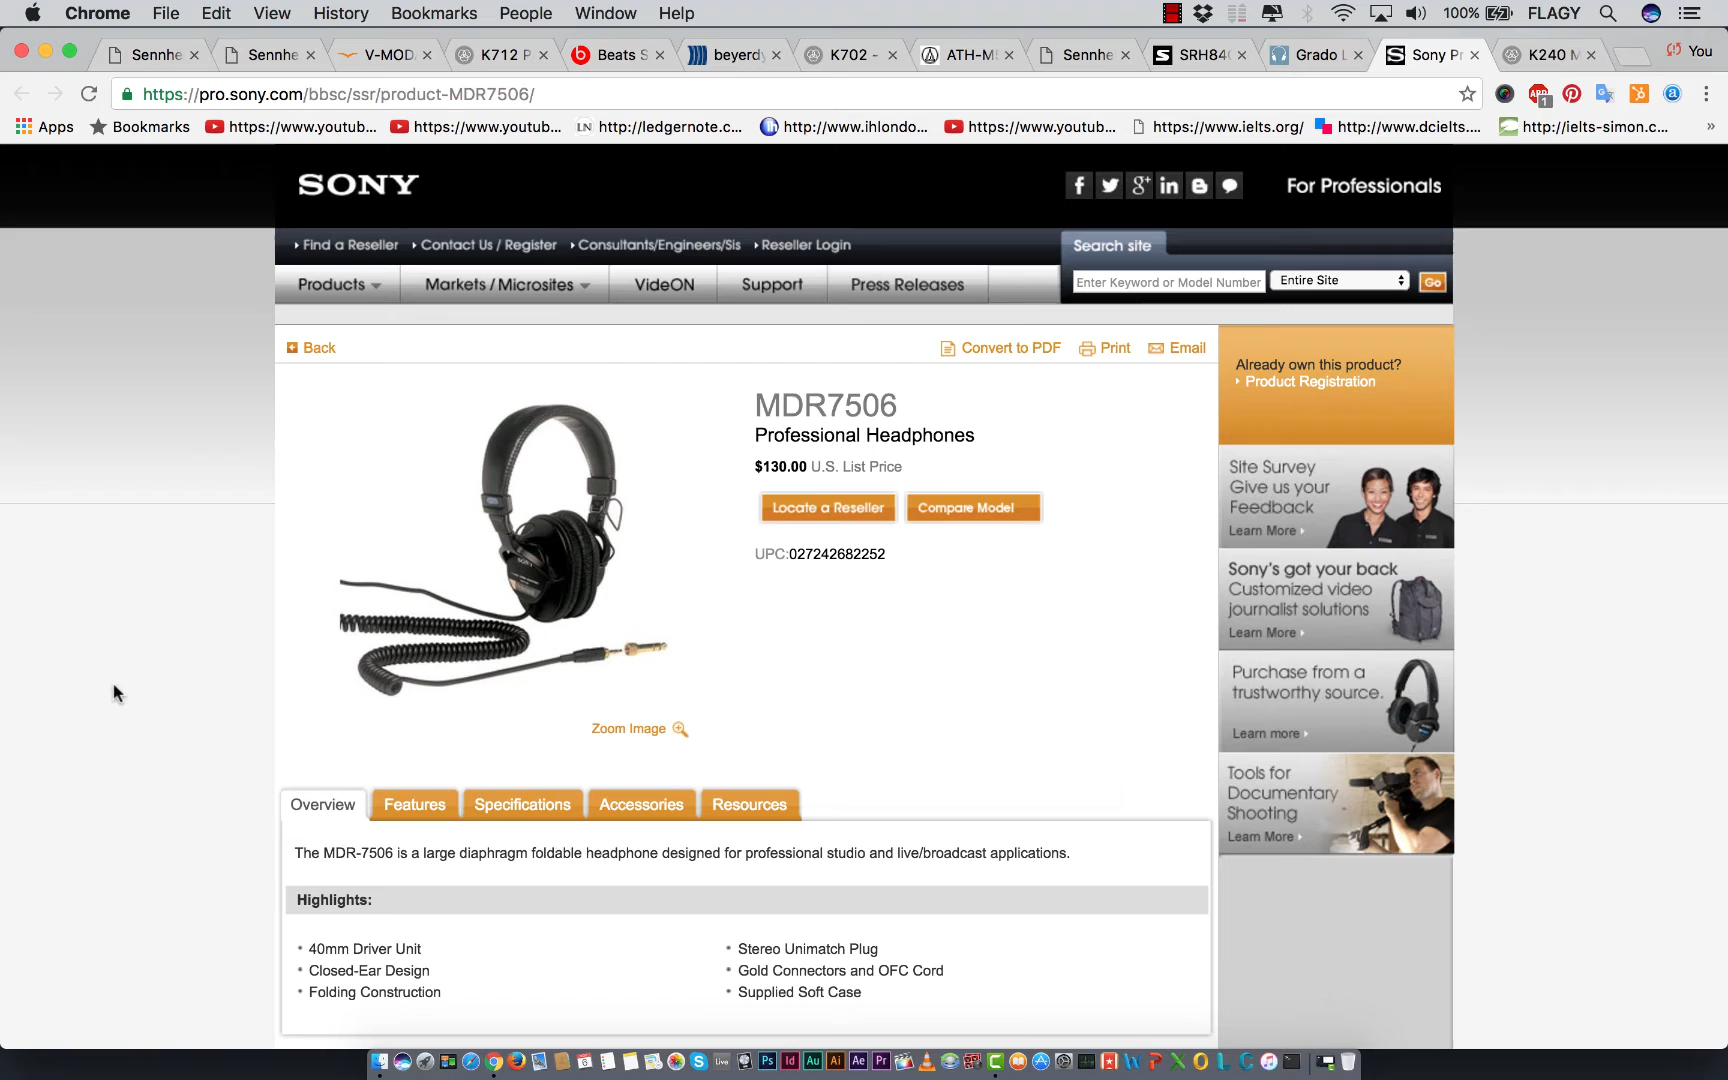 Chrome File Edit View History Bookmarks People Window Help 100% FLAGY
Sennhe Sennhe V-MOD K712 P Beats S beyerdy K702 - ATH-M5 Sennhe SRH840 Grado L Sony Pr K240 M You
https://pro.sony.com/bbsc/ssr/product-MDR7506/
Apps Bookmarks https://www.youtub... https://www.youtub... http://ledgernote.c... http://www.ihlondo... https://www.youtub... https://www.ielts.org/ http://www.dcielts.... http://ielts-simon.c... »
SONY
For Professionals
Find a Reseller Contact Us / Register Consultants/Engineers/Sis Reseller Login Search site
Products Markets / Microsites VideON Support Press Releases Enter Keyword or Model Number Entire Site Go
Back Convert to PDF Print Email
Already own this product?
Product Registration
MDR7506
Professional Headphones
$130.00 U.S. List Price
Locate a Reseller Compare Model
UPC:027242682252
Zoom Image
Site Survey
Give us your
Feedback
Learn More
Sony's got your back
Customized video
journalist solutions
Learn More
Purchase from a
trustworthy source.
Learn more
Tools for
Documentary
Shooting
Learn More
Overview Features Specifications Accessories Resources
The MDR-7506 is a large diaphragm foldable headphone designed for professional studio and live/broadcast applications.
Highlights:
• 40mm Driver Unit
• Closed-Ear Design
• Folding Construction
• Stereo Unimatch Plug
• Gold Connectors and OFC Cord
• Supplied Soft Case